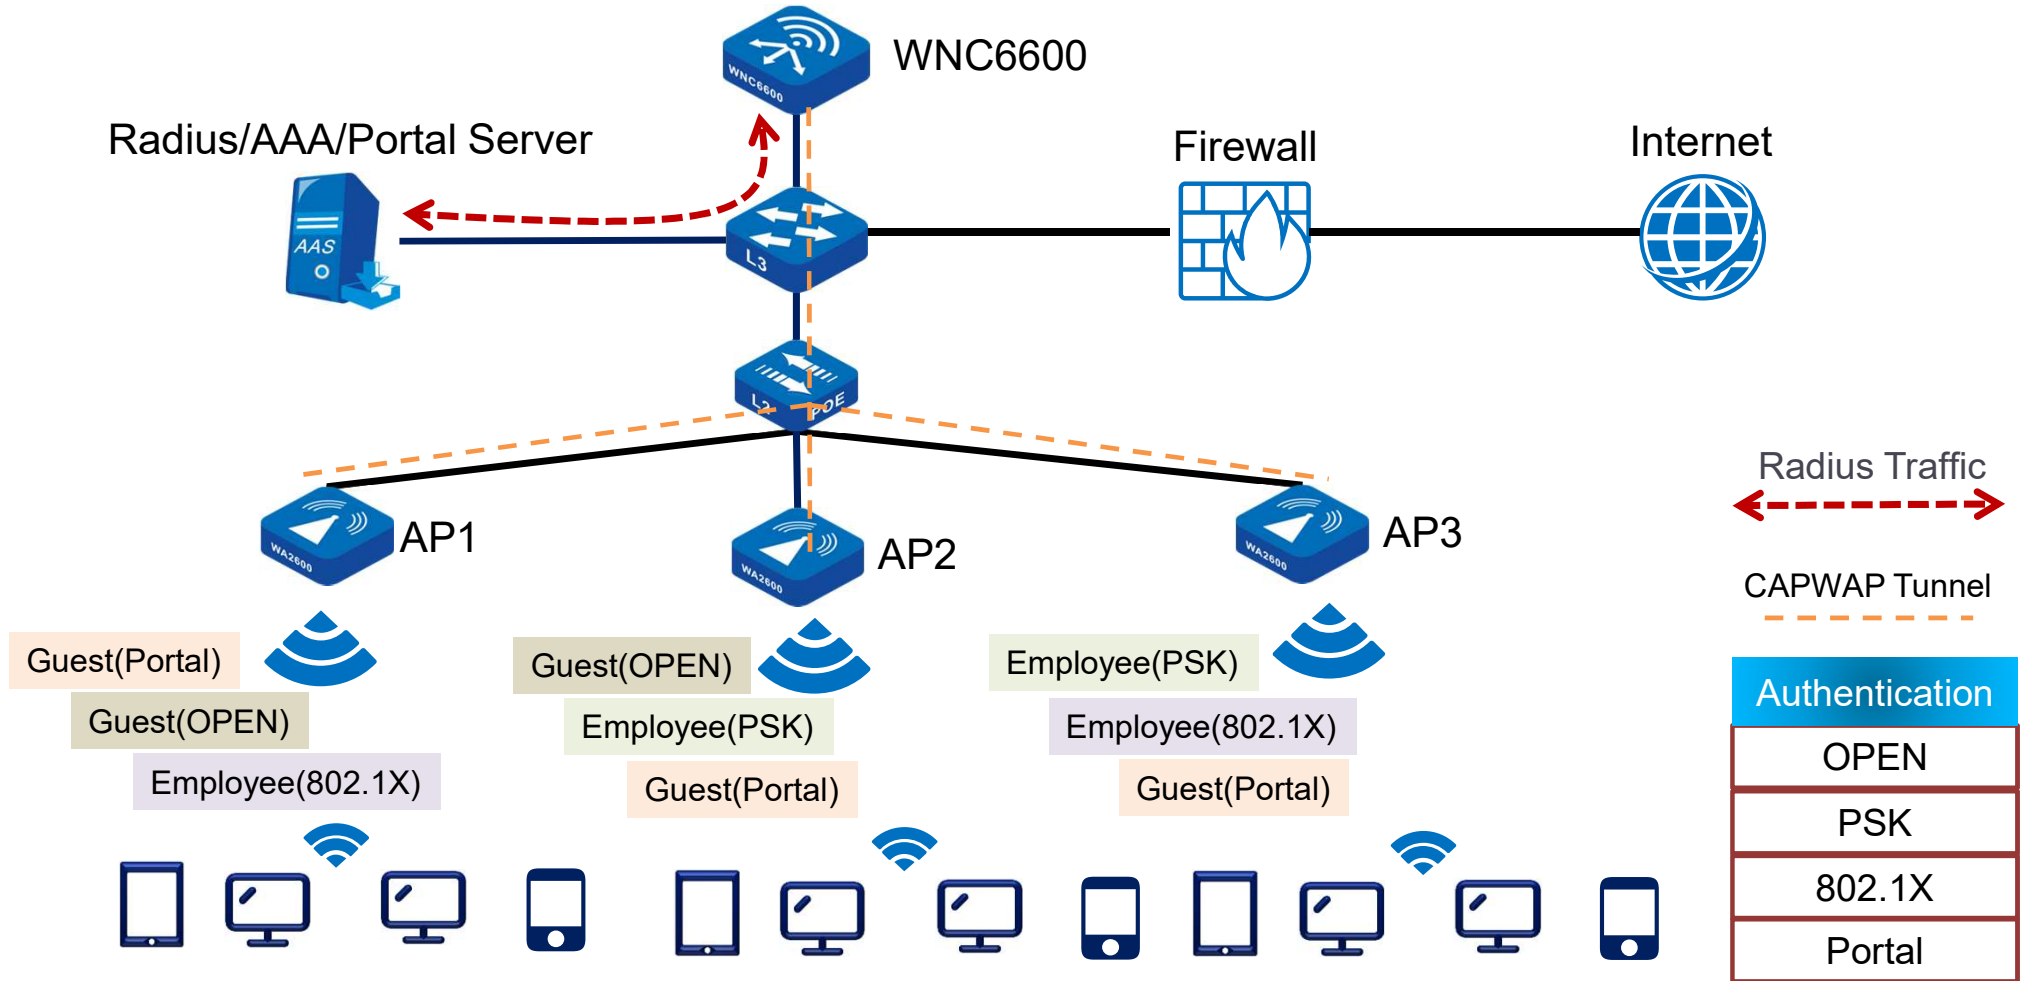 WNC6600
WNC6600
Radius/AAA/Portal Server
Firewall
Internet
AAS
L3
L2
POE
Radius Traffic
WA2600
AP1
WA2600
AP2
WA2600
AP3
CAPWAP Tunnel
Guest(Portal)
Guest(OPEN)
Employee(802.1X)
Guest(OPEN)
Employee(PSK)
Guest(Portal)
Employee(PSK)
Employee(802.1X)
Guest(Portal)
Authentication
OPEN
PSK
802.1X
Portal